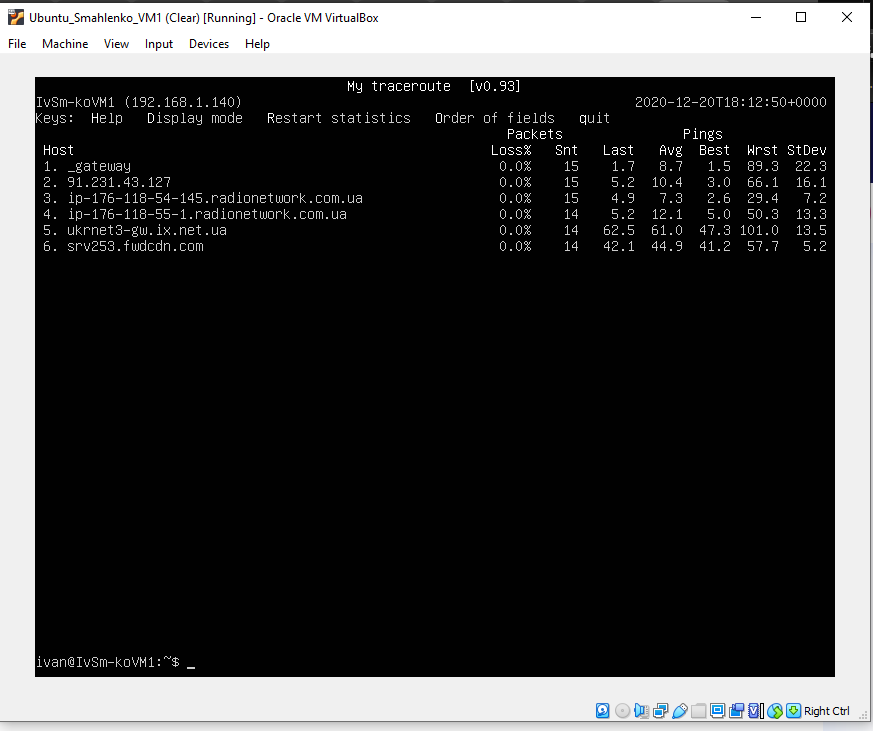 Ubuntu_Smahlenko_VM1 (Clear) [Running] - Oracle VM VirtualBox
File Machine View Input Devices Help
My traceroute [v0.93]
IvSm-koVM1 (192.168.1.140) 2020-12-20T18:12:50+0000
Keys: Help Display mode Restart statistics Order of fields quit
Packets Pings
Host Loss% Snt Last Avg Best Wrst StDev
1. _gateway 0.0% 15 1.7 8.7 1.5 89.3 22.3
2. 91.231.43.127 0.0% 15 5.2 10.4 3.0 66.1 16.1
3. ip-176-118-54-145.radionetwork.com.ua 0.0% 15 4.9 7.3 2.6 29.4 7.2
4. ip-176-118-55-1.radionetwork.com.ua 0.0% 14 5.2 12.1 5.0 50.3 13.3
5. ukrnet3-gw.ix.net.ua 0.0% 14 62.5 61.0 47.3 101.0 13.5
6. srv253.fwdcdn.com 0.0% 14 42.1 44.9 41.2 57.7 5.2
ivan@IvSm-koVM1:~$ _
Right Ctrl